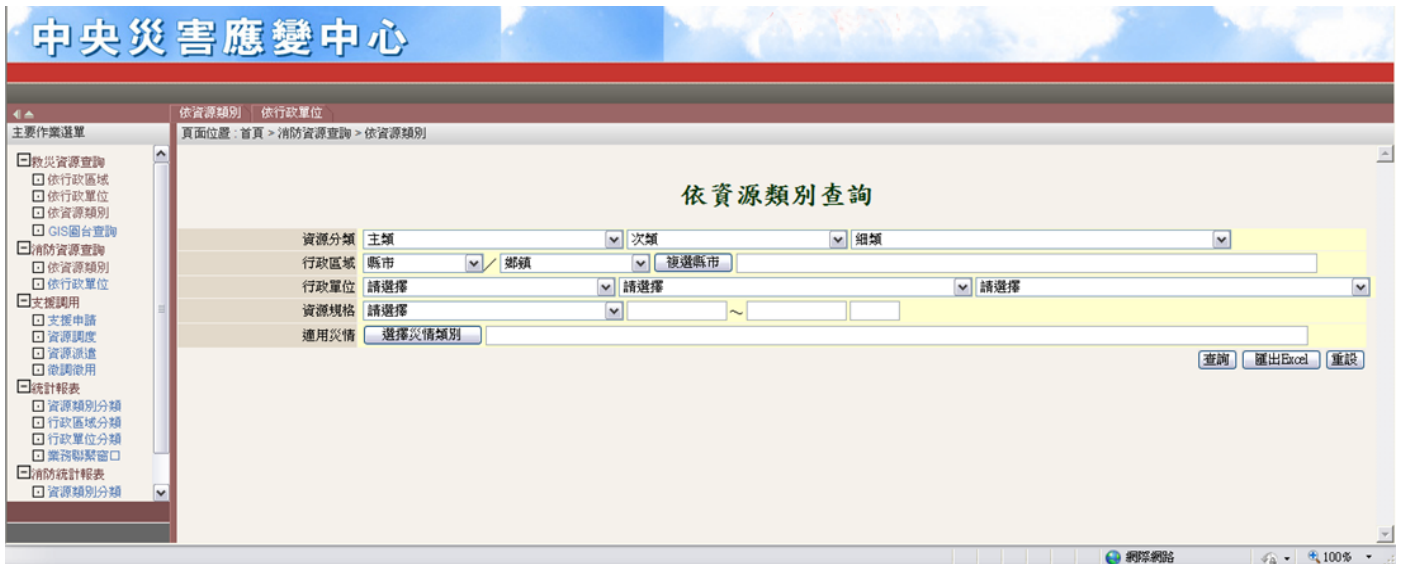 中央災害應變中心
依資源類別 依行政單位
主要作業選單
頁面位置 : 首頁 > 消防資源查詢 > 依資源類別
救災資源查詢
依行政區域
依行政單位
依資源類別
GIS圖台查詢
消防資源查詢
依資源類別
依行政單位
支援調用
支援申請
資源調度
資源派遣
徵調徵用
統計報表
資源類別分類
行政區域分類
行政單位分類
業務聯繫窗口
消防統計報表
資源類別分類
依資源類別查詢
資源分類 主類 次類 細類
行政區域 縣市 / 鄉鎮 複選縣市
行政單位 請選擇 請選擇 請選擇
資源規格 請選擇 ~
適用災情 選擇災情類別
查詢 匯出Excel 重設
網際網路 100%